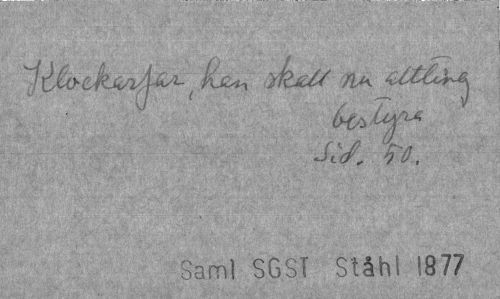 Klockarfar, han skall nu allting
bestyra
Sid. 50.
Saml SGST Ståhl 1877